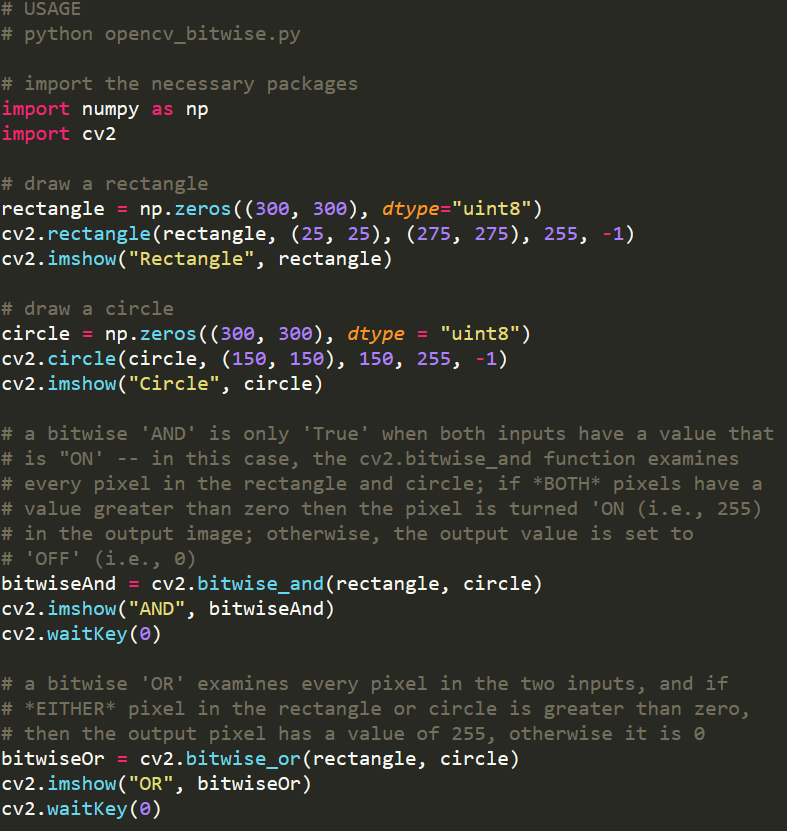 # USAGE
# python opencv_bitwise.py
# import the necessary packages
import numpy as np
import cv2
# draw a rectangle
rectangle = np.zeros((300, 300), dtype="uint8")
cv2.rectangle(rectangle, (25, 25), (275, 275), 255, -1)
cv2.imshow("Rectangle", rectangle)
# draw a circle
circle = np.zeros((300, 300), dtype = "uint8")
cv2.circle(circle, (150, 150), 150, 255, -1)
cv2.imshow("Circle", circle)
# a bitwise 'AND' is only 'True' when both inputs have a value that
# is "ON' -- in this case, the cv2.bitwise_and function examines
# every pixel in the rectangle and circle; if *BOTH* pixels have a
# value greater than zero then the pixel is turned 'ON (i.e., 255)
# in the output image; otherwise, the output value is set to
# 'OFF' (i.e., 0)
bitwiseAnd = cv2.bitwise_and(rectangle, circle)
cv2.imshow("AND", bitwiseAnd)
cv2.waitKey(0)
# a bitwise 'OR' examines every pixel in the two inputs, and if
# *EITHER* pixel in the rectangle or circle is greater than zero,
# then the output pixel has a value of 255, otherwise it is 0
bitwiseOr = cv2.bitwise_or(rectangle, circle)
cv2.imshow("OR", bitwiseOr)
cv2.waitKey(0)